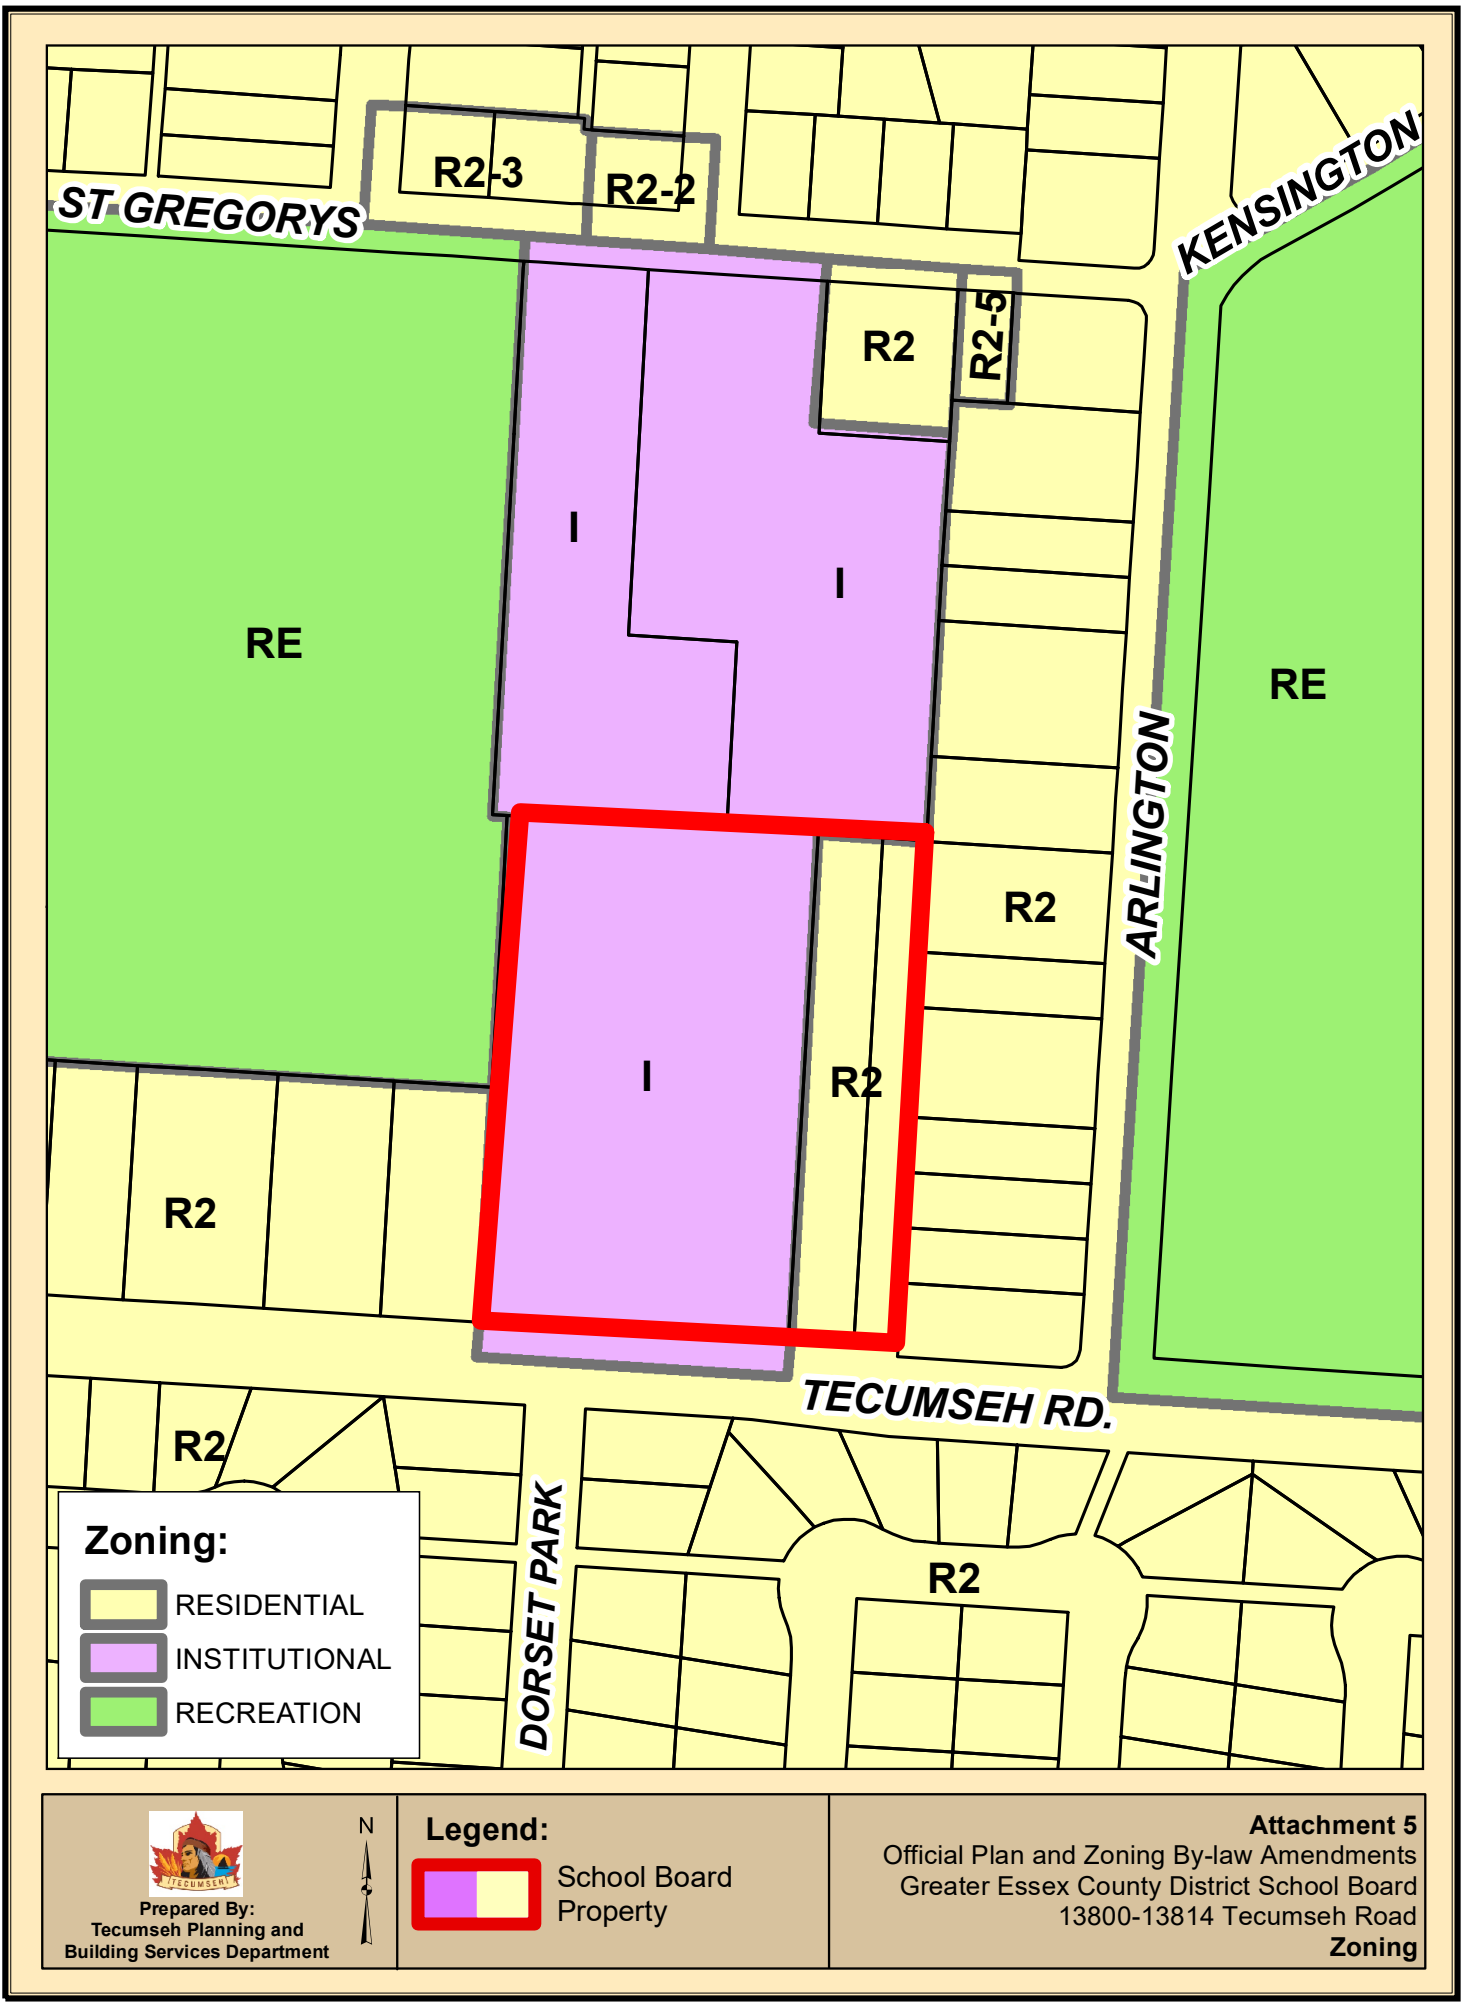 R2-3
R2-2
ST GREGORYS
KENSINGTON
R2
R2-5
I
I
RE
RE
ARLINGTON
R2
I
R2
R2
TECUMSEH RD.
R2
DORSET PARK
R2
Zoning:
RESIDENTIAL
INSTITUTIONAL
RECREATION
TECUMSEH
Prepared By:
Tecumseh Planning and
Building Services Department
N
Legend:
School Board
Property
Attachment 5
Official Plan and Zoning By-law Amendments
Greater Essex County District School Board
13800-13814 Tecumseh Road
Zoning